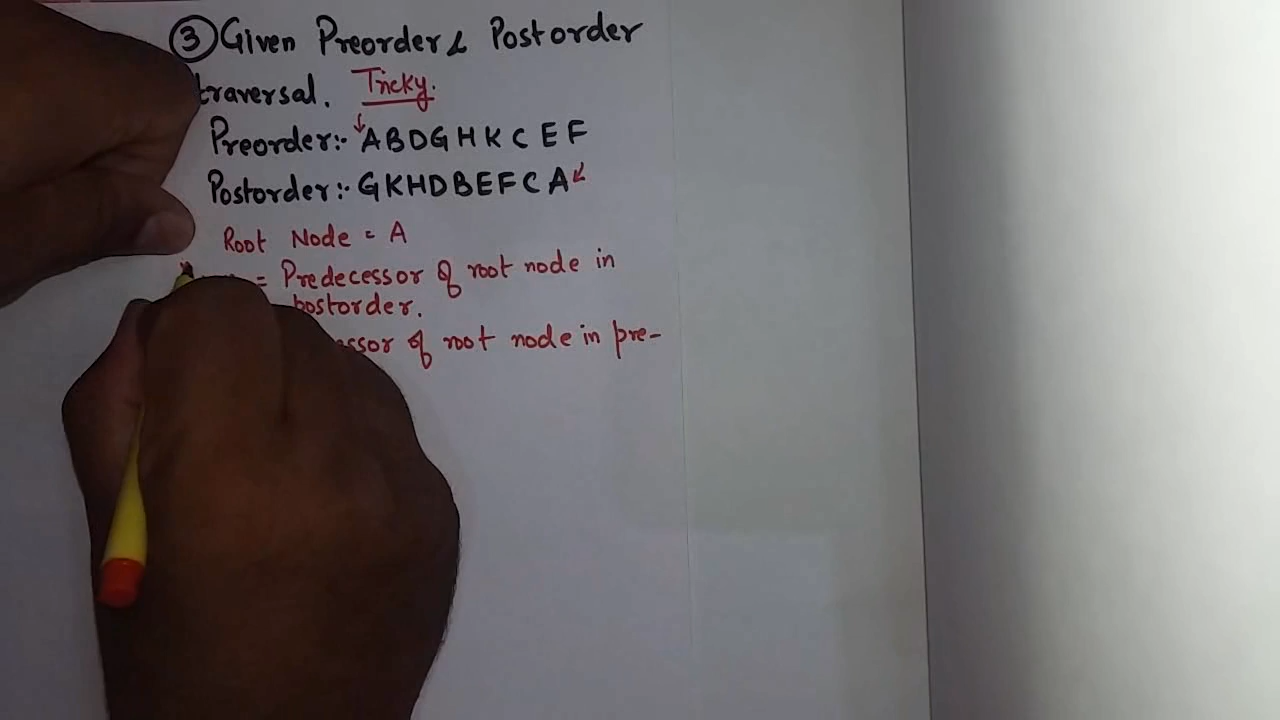 ③ Given Preorder & Postorder
traversal. Tricky.
Preorder:- A B D G H K C E F
Postorder:- G K H D B E F C A
Root Node = A
= Predecessor of root node in
postorder.
of root node in pre-